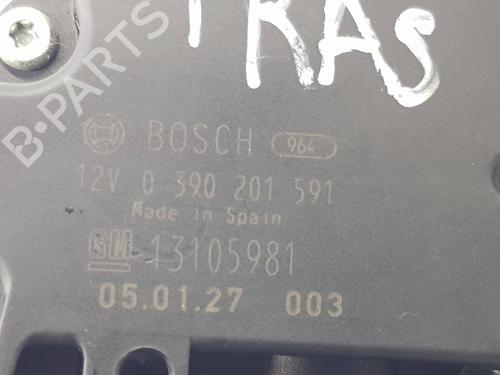 TRAS
BOSCH 964
12V 0 390 201 591
Made in Spain
GM 13105981
05.01.27 003
B-PARTS